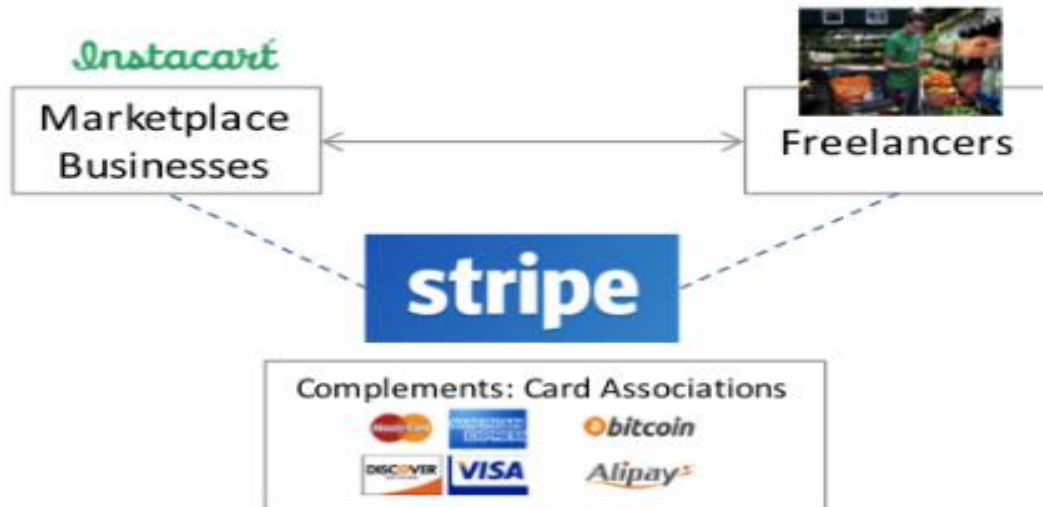 Instacart
Marketplace
Businesses
Freelancers
stripe
Complements: Card Associations
MasterCard
AMERICAN
EXPRESS
bitcoin
DISCOVER
VISA
Alipay